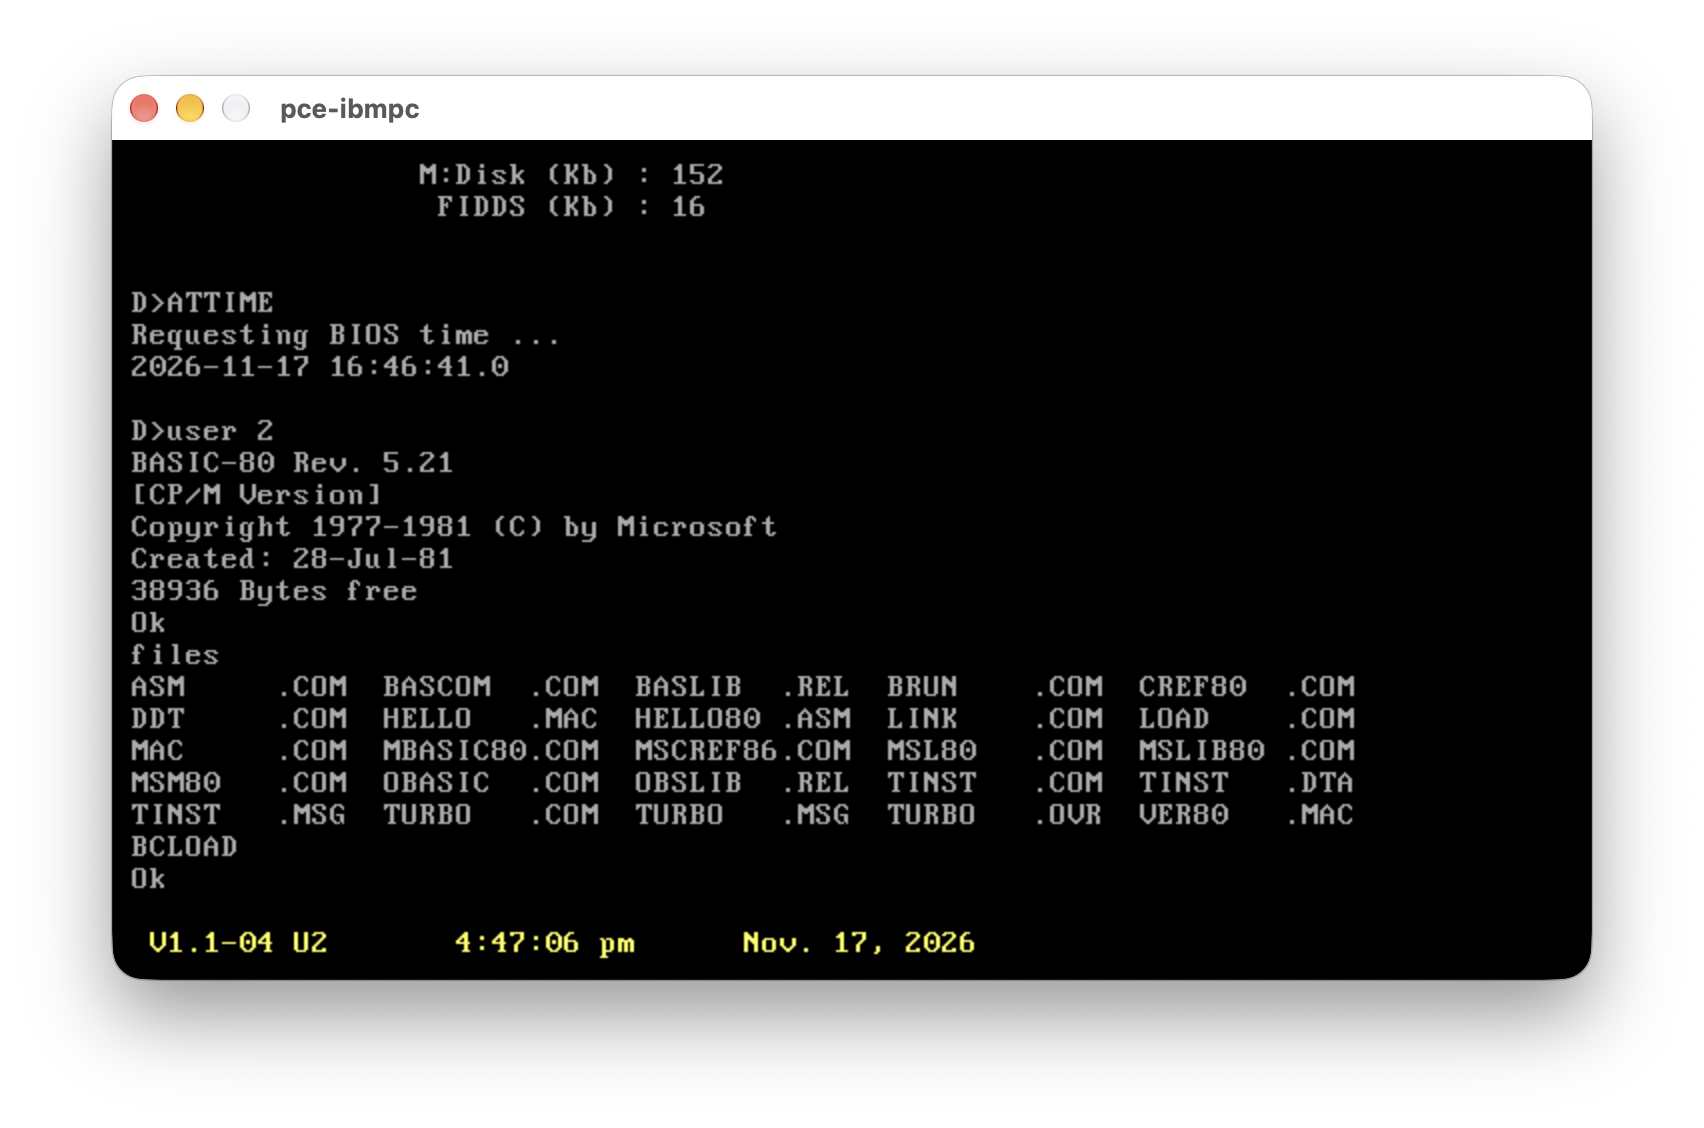 pce-ibmpc
M:Disk (Kb) : 152
FIDDS (Kb) : 16
D>ATTIME
Requesting BIOS time ...
2026-11-17 16:46:41.0
D>user 2
BASIC-80 Rev. 5.21
[CP/M Version]
Copyright 1977-1981 (C) by Microsoft
Created: 28-Jul-81
38936 Bytes free
Ok
files
ASM     .COM  BASCOM  .COM  BASLIB  .REL  BRUN    .COM  CREF80  .COM
DDT     .COM  HELLO   .MAC  HELLO80 .ASM  LINK    .COM  LOAD    .COM
MAC     .COM  MBASIC80.COM  MSCREF86.COM  MSL80   .COM  MSLIB80 .COM
MSM80   .COM  OBASIC  .COM  OBSLIB  .REL  TINST   .COM  TINST   .DTA
TINST   .MSG  TURBO   .COM  TURBO   .MSG  TURBO   .OVR  VER80   .MAC
BCLOAD
Ok
V1.1-04 U2       4:47:06 pm      Nov. 17, 2026